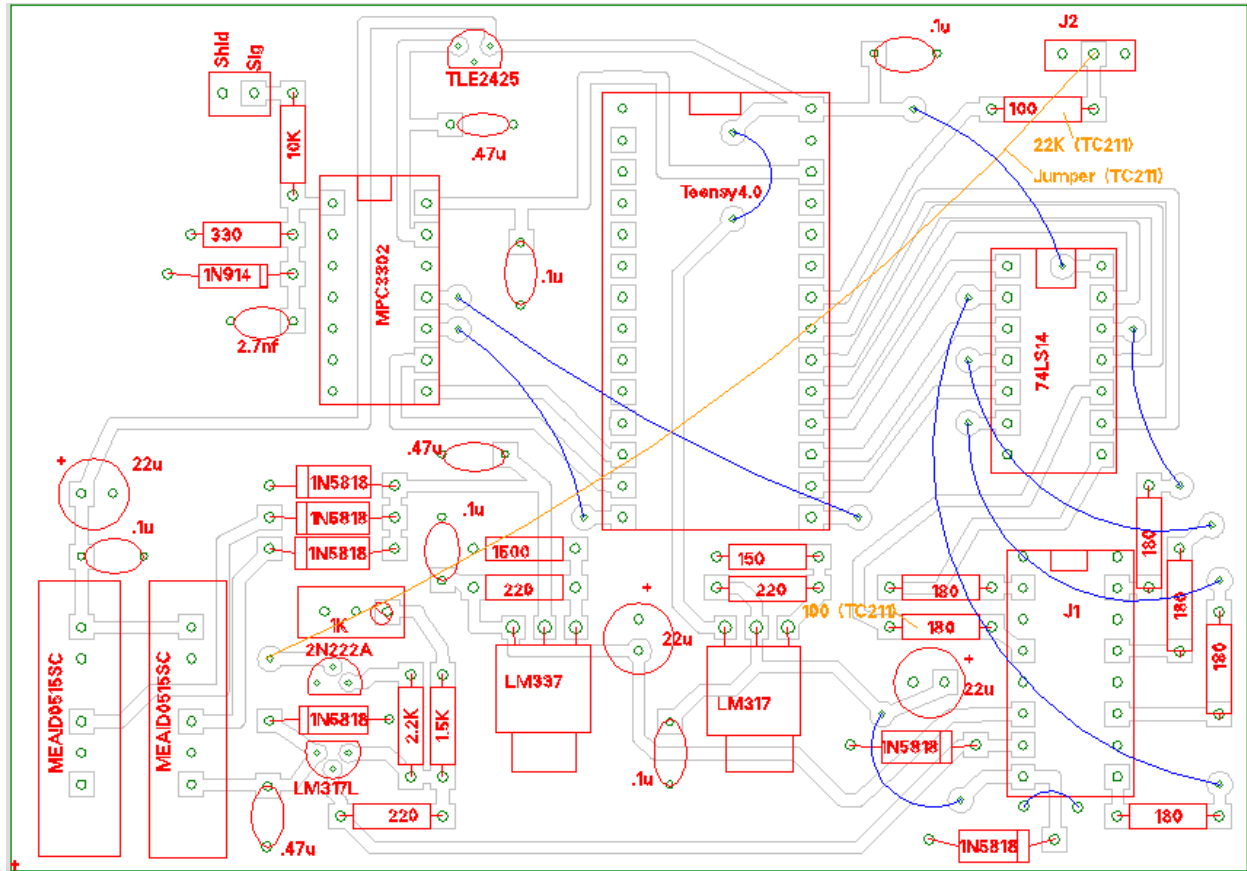 .1u
J2
Shld
Sig
TLE2425
100
22K (TC211)
Jumper (TC211)
.47u
10K
Teensy4.0
330
1N914
.1u
MPC3302
2.7nf
74LS14
+
22u
.47u
.1u
1N5818
1N5818
1N5818
.1u
1500
220
150
220
+
22u
180
180
100 (TC211)
J1
180
180
180
1K
2N222A
MEAID0515SC
MEAID0515SC
LM337
LM317
+
22u
1N5818
2.2K
1.5K
1N5818
LM317L
.1u
220
.47u
180
1N5818
+